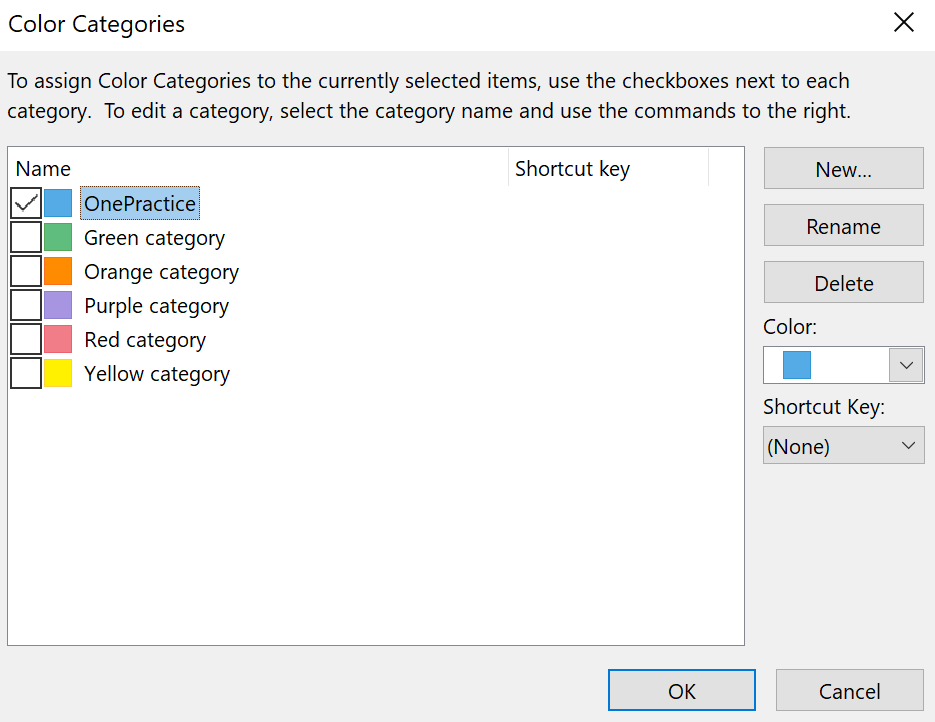 Color Categories
To assign Color Categories to the currently selected items, use the checkboxes next to each
category.  To edit a category, select the category name and use the commands to the right.
Name
Shortcut key
OnePractice
Green category
Orange category
Purple category
Red category
Yellow category
New...
Rename
Delete
Color:
Shortcut Key:
(None)
OK
Cancel